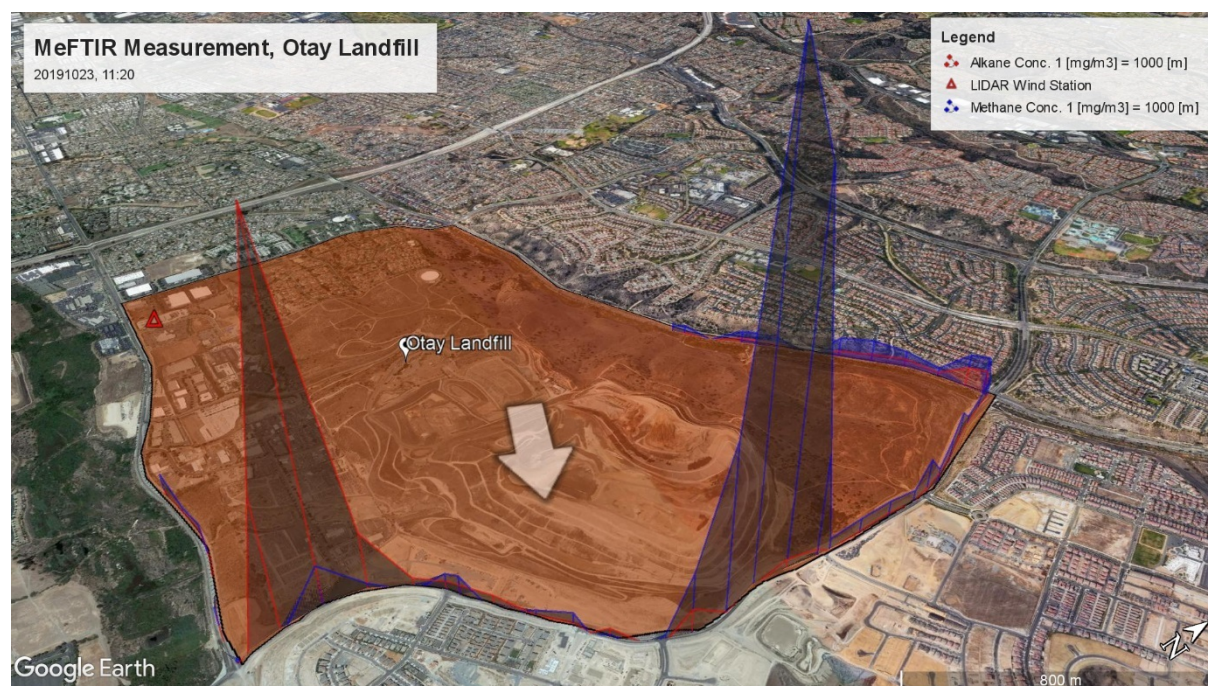 MeFTIR Measurement, Otay Landfill
20191023, 11:20
Legend
Alkane Conc. 1 [mg/m3] = 1000 [m]
LIDAR Wind Station
Methane Conc. 1 [mg/m3] = 1000 [m]
Otay Landfill
Google Earth
N
800 m